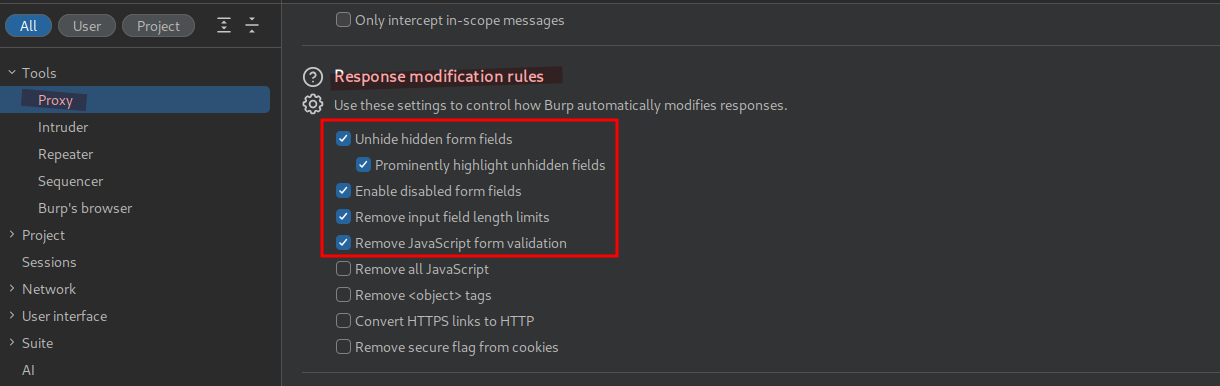 All User Project
Tools
Proxy
Intruder
Repeater
Sequencer
Burp's browser
Project
Sessions
Network
User interface
Suite
AI
Only intercept in-scope messages
Response modification rules
Use these settings to control how Burp automatically modifies responses.
Unhide hidden form fields
Prominently highlight unhidden fields
Enable disabled form fields
Remove input field length limits
Remove JavaScript form validation
Remove all JavaScript
Remove <object> tags
Convert HTTPS links to HTTP
Remove secure flag from cookies